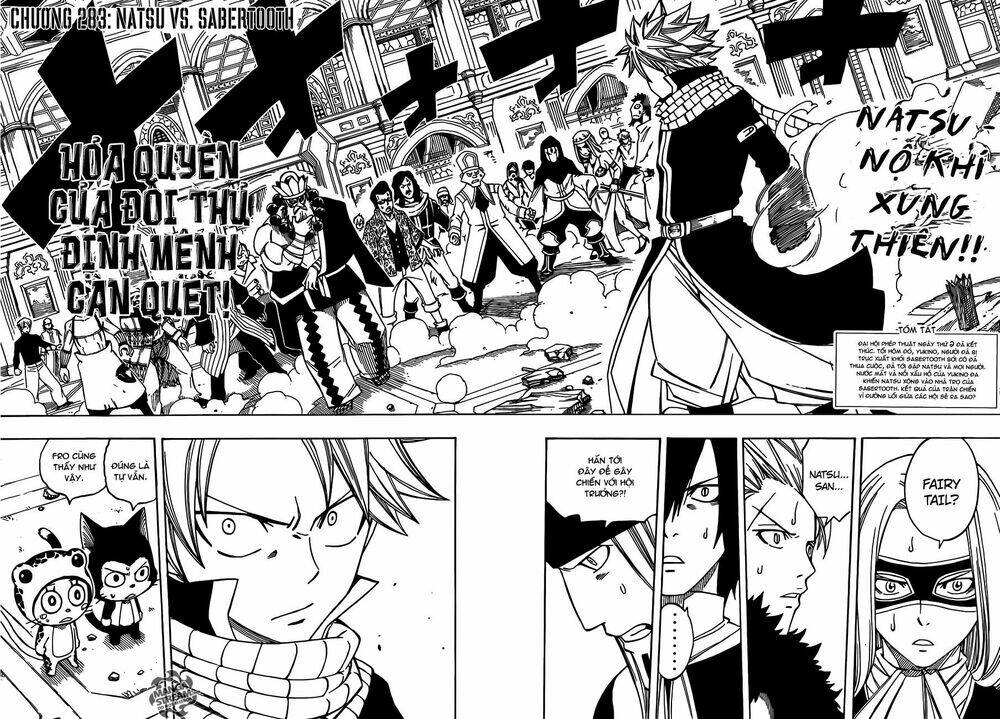 CHƯƠNG 283: NATSU VS. SABERTOOTH
HỎA QUYỀN
CỦA ĐỐI THỦ
ĐỊNH MỆNH
CÀN QUÉT!
NATSU
NỘ KHÍ
XUNG
THIÊN!!
TÓM TẮT
ĐẠI HỘI PHÉP THUẬT NGÀY THỨ 2 ĐÃ KẾT
THÚC. TỐI HÔM ĐÓ, YUKINO, NGƯỜI ĐÃ BỊ
TRỤC XUẤT KHỎI SABERTOOTH BỞI CÔ ĐÃ
THUA CUỘC, ĐÃ TỚI GẶP NATSU VÀ MỌI NGƯỜI.
NƯỚC MẮT VÀ NỖI XẤU HỔ CỦA YUKINO ĐÃ
KHIẾN NATSU XÔNG VÀO NHÀ TRỌ CỦA
SABERTOOTH. KẾT QUẢ CỦA TRẬN CHIẾN
VÌ ĐƯỜNG LỐI GIỮA CÁC HỘI SẼ RA SAO?
FRO CŨNG
THẤY NHƯ
VẬY.
ĐÚNG LÀ
TỰ VẪN.
HẮN TỚI
ĐÂY ĐỂ GÂY
CHIẾN VỚI HỘI
TRƯỞNG?!
NATSU...
SAN...
FAIRY
TAIL?